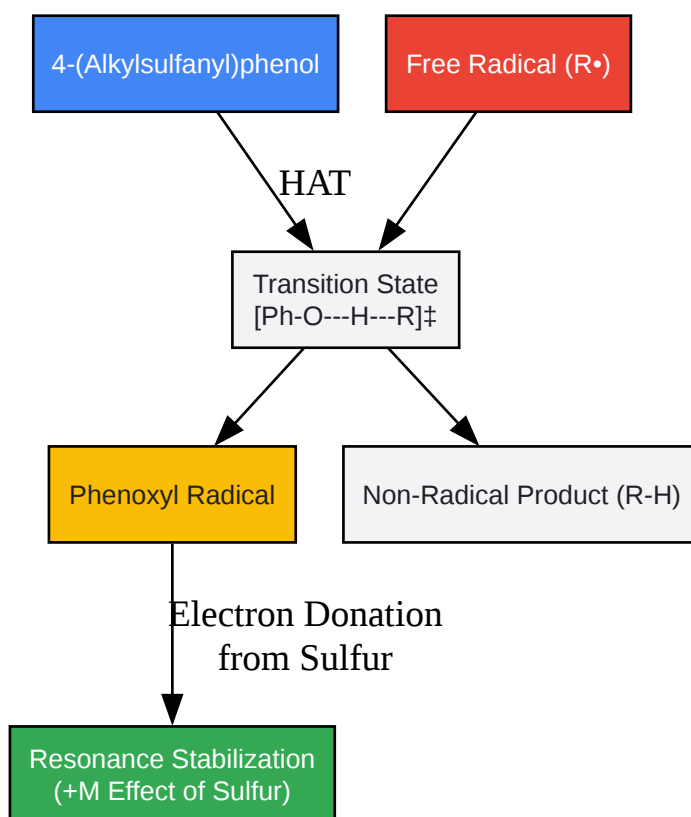 4-(Alkylsulfanyl)phenol
Free Radical (R•)
HAT
Transition State
[Ph-O---H---R]‡
Phenoxyl Radical
Non-Radical Product (R-H)
Electron Donation
from Sulfur
Resonance Stabilization
(+M Effect of Sulfur)